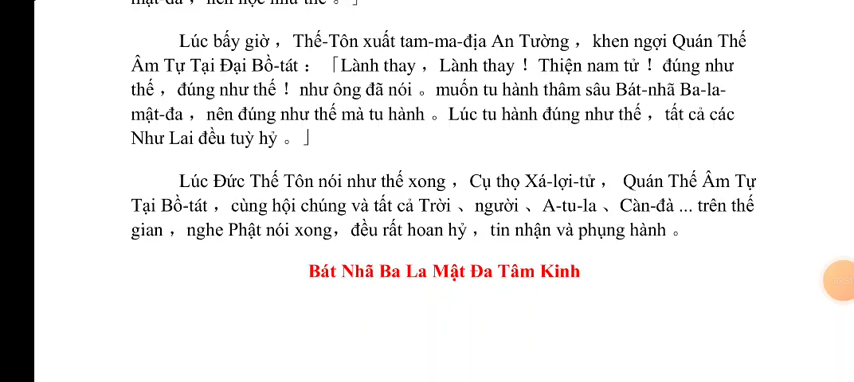 Lúc bấy giờ， Thế-Tôn xuất tam-ma-địa An Tường， khen ngợi Quán Thế
Âm Tự Tại Đại Bồ-tát：「Lành thay，Lành thay！Thiện nam tử！đúng như
thế，đúng như thế！như ông đã nói。muốn tu hành thâm sâu Bát-nhã Ba-la-
mật-đa，nên đúng như thế mà tu hành。Lúc tu hành đúng như thế，tất cả các
Như Lai đều tuỳ hỷ。」
Lúc Đức Thế Tôn nói như thế xong，Cụ thọ Xá-lợi-tử， Quán Thế Âm Tự
Tại Bồ-tát，cùng hội chúng và tất cả Trời、người、A-tu-la、Càn-đà ... trên thế
gian，nghe Phật nói xong, đều rất hoan hỷ，tin nhận và phụng hành。
Bát Nhã Ba La Mật Đa Tâm Kinh